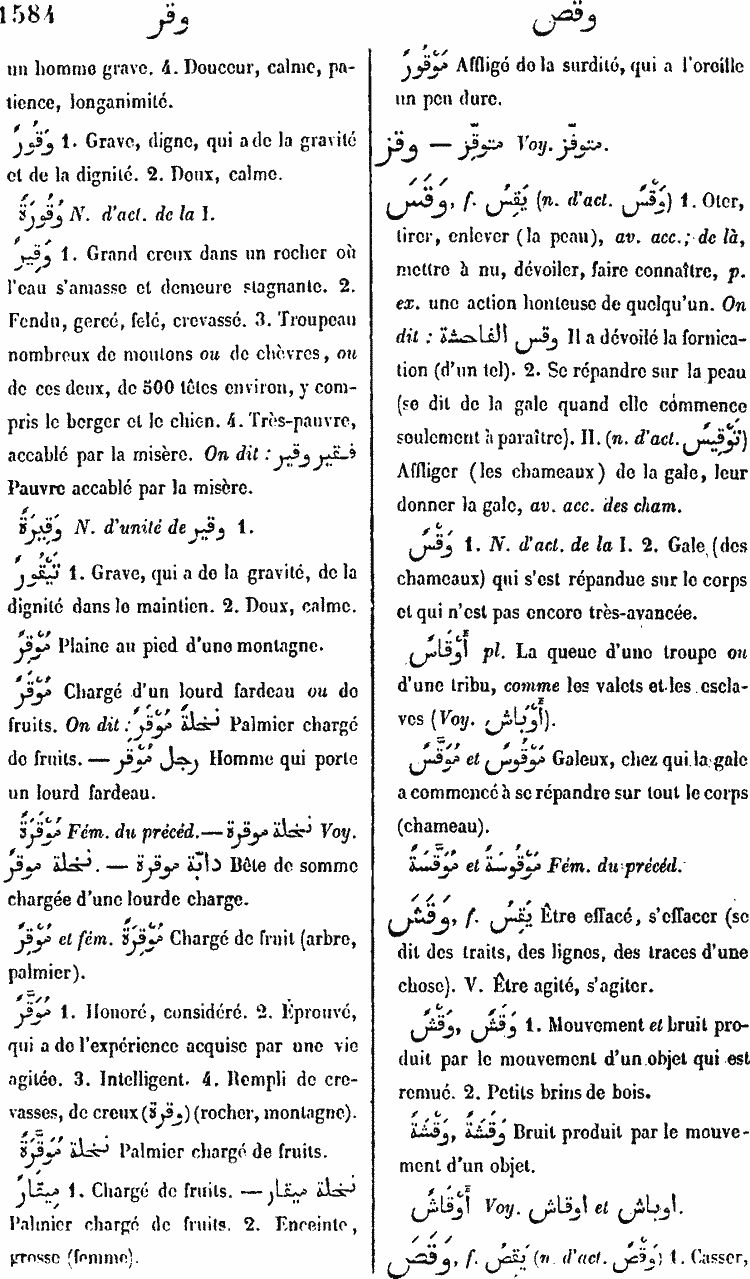 1584 وقر وقص
un homme grave. 4. Douceur, calme, pa-
tience, longanimité.
وَقُورٌ 1. Grave, digne, qui a de la gravité
et de la dignité. 2. Doux, calme.
وَقُورَةٌ N. d'act. de la I.
وَقِيرٌ 1. Grand creux dans un rocher où
l'eau s'amasse et demeure stagnante. 2.
Fendu, gercé, felé, crevassé. 3. Troupeau
nombreux de moutons ou de chèvres, ou
de ces deux, de 500 têtes environ, y com-
pris le berger et le chien. 4. Très-pauvre,
accablé par la misère. On dit : فقير وقير
Pauvre accablé par la misère.
وَقِيرَةٌ N. d'unité de وقير 1.
تَيْقُورٌ 1. Grave, qui a de la gravité, de la
dignité dans le maintien. 2. Doux, calme.
مَوْقِرٌ Plaine au pied d'une montagne.
مُوقَرٌ Chargé d'un lourd fardeau ou de
fruits. On dit : نخلة مُوقَرٌ Palmier chargé
de fruits. — رجل مُوقَر Homme qui porte
un lourd fardeau.
مُوقَرَةٌ Fém. du précéd. — نخلة موقرة Voy.
نخلة موقر. — دابّة موقرة Bête de somme
chargée d'une lourde charge.
مُوقِرٌ et fém. مُوقِرَةٌ Chargé de fruit (arbre,
palmier).
مُوَقَّرٌ 1. Honoré, considéré. 2. Éprouvé,
qui a de l'expérience acquise par une vie
agitée. 3. Intelligent. 4. Rempli de cre-
vasses, de creux (وقرة) (rocher, montagne).
نخلة مُوَقَّرَةٌ Palmier chargé de fruits.
مِيقَارٌ 1. Chargé de fruits. — نخلة ميقار
Palmier chargé de fruits. 2. Enceinte,
grosse (femme).
مَوْقُورٌ Affligé de la surdité, qui a l'oreille
un peu dure.
وقز — متوقّز Voy. متوفّز.
وَقَسَ, f. يَقِسُ (n. d'act. وَقْسٌ) 1. Oter,
tirer, enlever (la peau), av. acc.; de là,
mettre à nu, dévoiler, faire connaître, p.
ex. une action honteuse de quelqu'un. On
dit : وقس الفاحشة Il a dévoilé la fornica-
tion (d'un tel). 2. Se répandre sur la peau
(se dit de la gale quand elle commence
seulement à paraître). II. (n. d'act. تَوْقِيسٌ)
Affliger (les chameaux) de la gale, leur
donner la gale, av. acc. des cham.
وَقْسٌ 1. N. d'act. de la I. 2. Gale (des
chameaux) qui s'est répandue sur le corps
et qui n'est pas encore très-avancée.
أَوْقَاسٌ pl. La queue d'une troupe ou
d'une tribu, comme les valets et les escla-
ves (Voy. أَوْبَاش).
مُوَقَّسٌ et مَوْقُوسٌ Galeux, chez qui la gale
a commencé à se répandre sur tout le corps
(chameau).
مَوْقُوسَةٌ et مُوَقَّسَةٌ Fém. du précéd.
وَقَشَ, f. يَقِشُ Être effacé, s'effacer (se
dit des traits, des lignes, des traces d'une
chose). V. Être agité, s'agiter.
وَقْشٌ, وَقَشٌ 1. Mouvement et bruit pro-
duit par le mouvement d'un objet qui est
remué. 2. Petits brins de bois.
وَقْشَةٌ, وَقَشَةٌ Bruit produit par le mouve-
ment d'un objet.
أَوْقَاشٌ Voy. اوقاس et اوباش.
وَقَصَ, f. يَقِصُ (n. d'act. وَقْصٌ) 1. Casser,